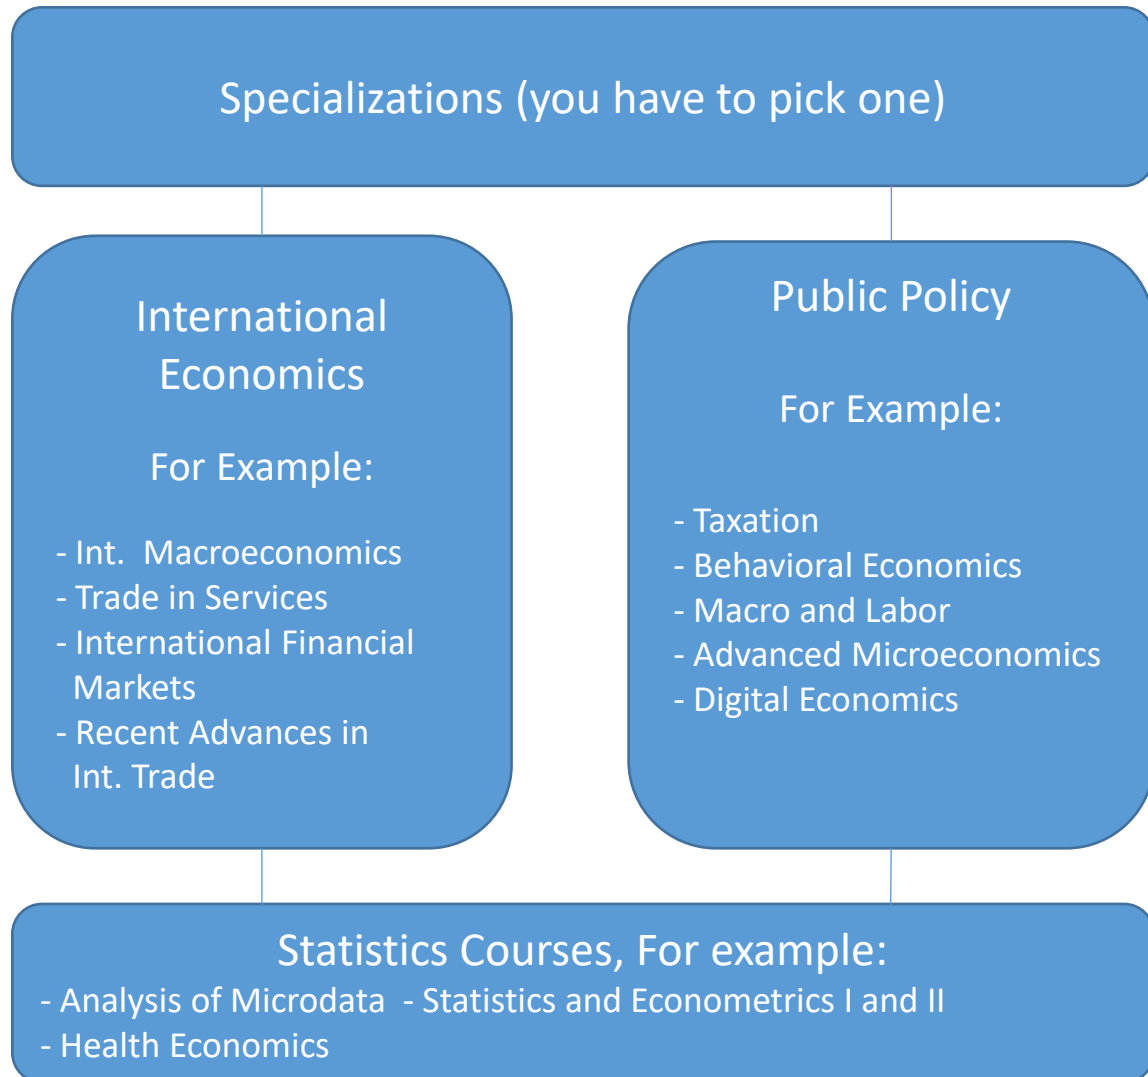 Specializations (you have to pick one)
International
Economics
For Example:
- Int.  Macroeconomics
- Trade in Services
- International Financial
Markets
- Recent Advances in
Int. Trade
Public Policy
For Example:
- Taxation
- Behavioral Economics
- Macro and Labor
- Advanced Microeconomics
- Digital Economics
Statistics Courses, For example:
- Analysis of Microdata  - Statistics and Econometrics I and II
- Health Economics